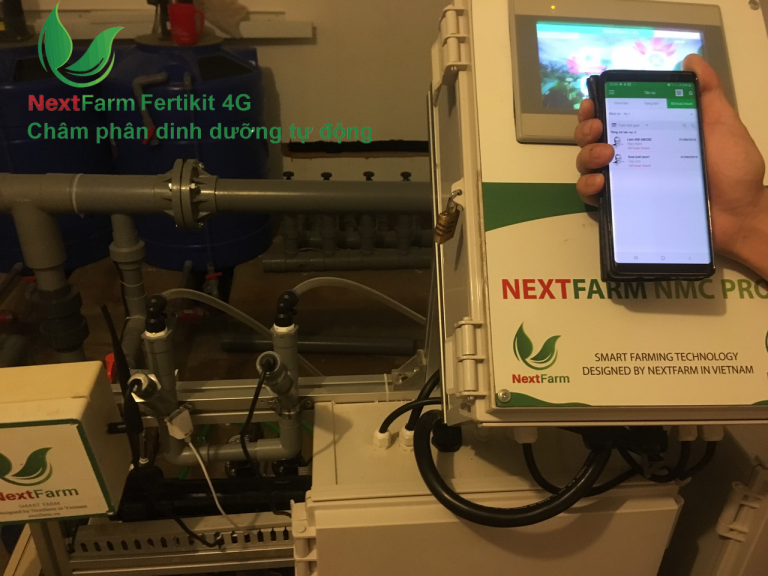 NextFarm Fertikit 4G
Châm phân dinh dưỡng tự động
NEXTFARM NMC PRO
NextFarm
SMART FARMING TECHNOLOGY
DESIGNED BY NEXTFARM IN VIETNAM
NextFarm